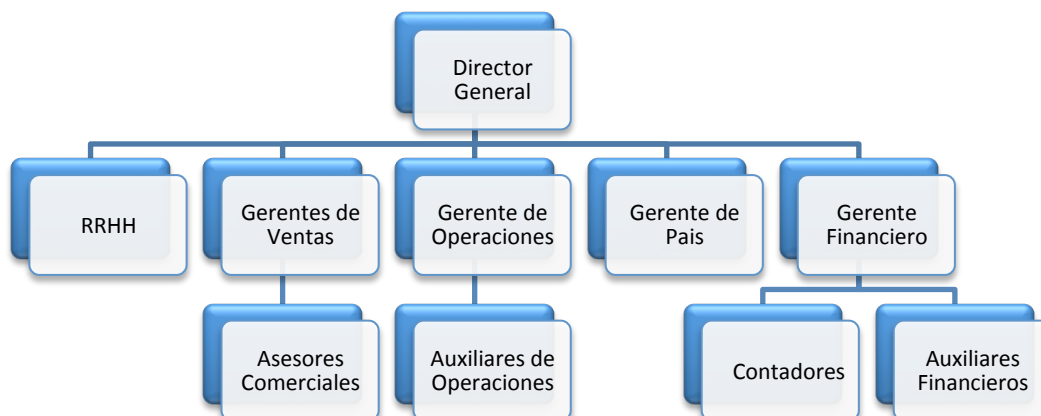 Director
General
RRHH
Gerentes de
Ventas
Gerente de
Operaciones
Gerente de
Pais
Gerente
Financiero
Asesores
Comerciales
Auxiliares de
Operaciones
Contadores
Auxiliares
Financieros